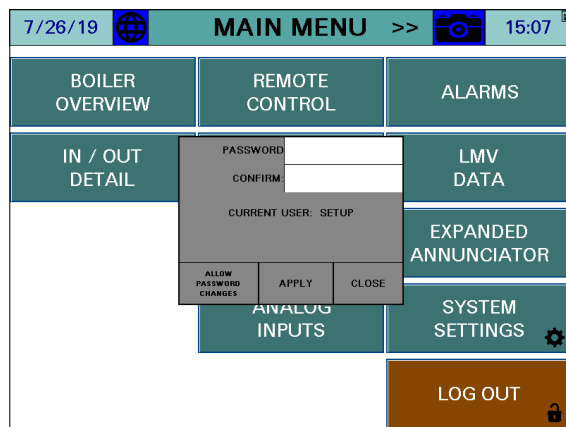 7/26/19
MAIN MENU
>>
15:07
BOILER
OVERVIEW
REMOTE
CONTROL
ALARMS
IN / OUT
DETAIL
LMV
DATA
PASSWORD
CONFIRM:
CURRENT USER: SETUP
ALLOW
PASSWORD
CHANGES
APPLY
CLOSE
EXPANDED
ANNUNCIATOR
ANALOG
INPUTS
SYSTEM
SETTINGS
LOG OUT